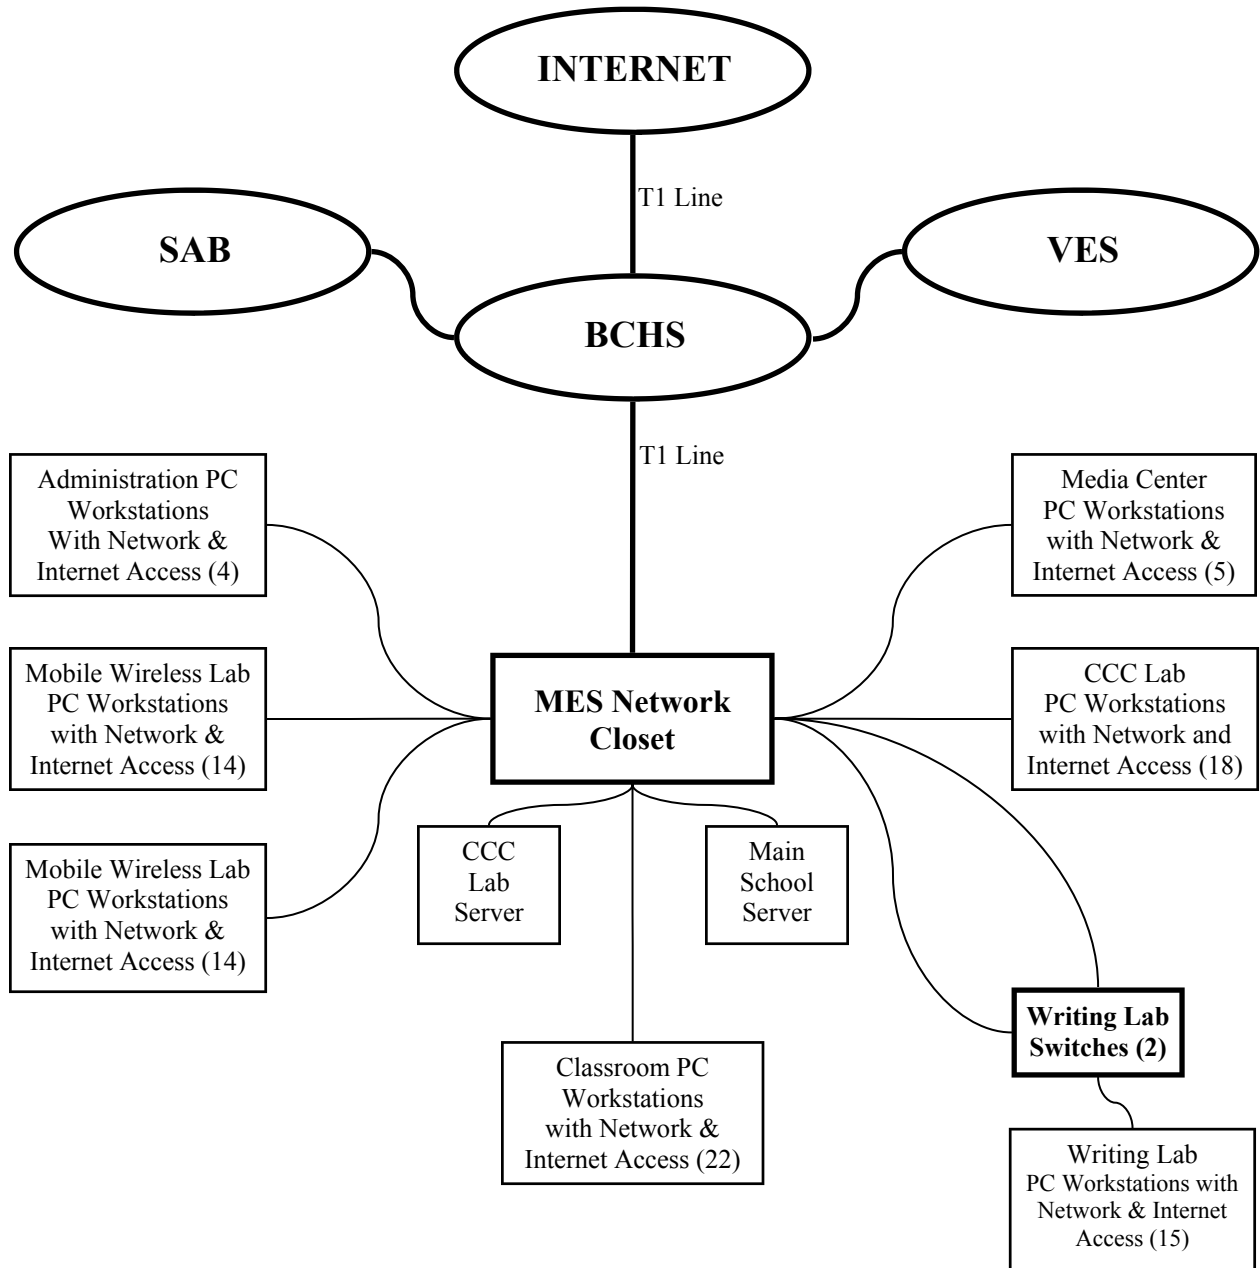 INTERNET
T1 Line
SAB
VES
BCHS
T1 Line
Administration PC
Workstations
With Network &
Internet Access (4)
Media Center
PC Workstations
with Network &
Internet Access (5)
Mobile Wireless Lab
PC Workstations
with Network &
Internet Access (14)
MES Network
Closet
CCC Lab
PC Workstations
with Network and
Internet Access (18)
Mobile Wireless Lab
PC Workstations
with Network &
Internet Access (14)
CCC
Lab
Server
Main
School
Server
Writing Lab
Switches (2)
Classroom PC
Workstations
with Network &
Internet Access (22)
Writing Lab
PC Workstations with
Network & Internet
Access (15)